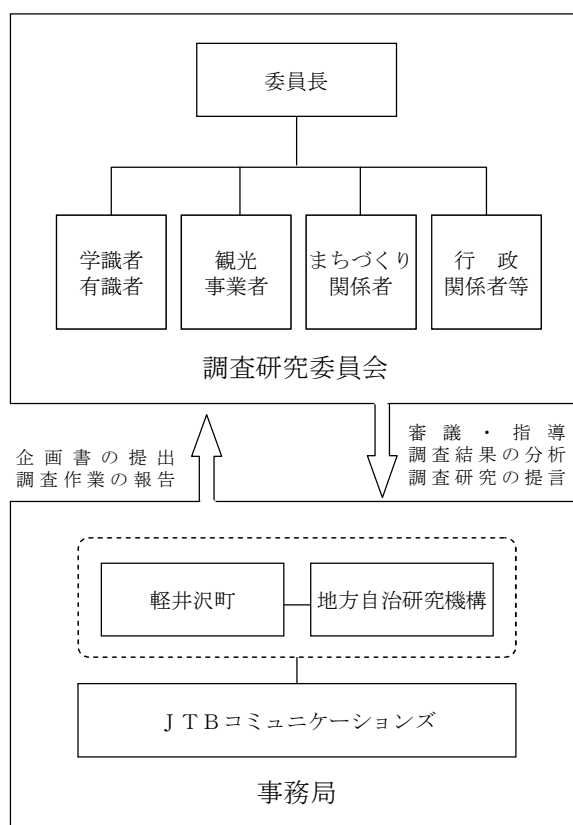 委員長
学識者
有識者
観光
事業者
まちづくり
関係者
行　政
関係者等
調査研究委員会
企画書の提出
調査作業の報告
審議・指導
調査結果の分析
調査研究の提言
軽井沢町
地方自治研究機構
ＪＴＢコミュニケーションズ
事務局